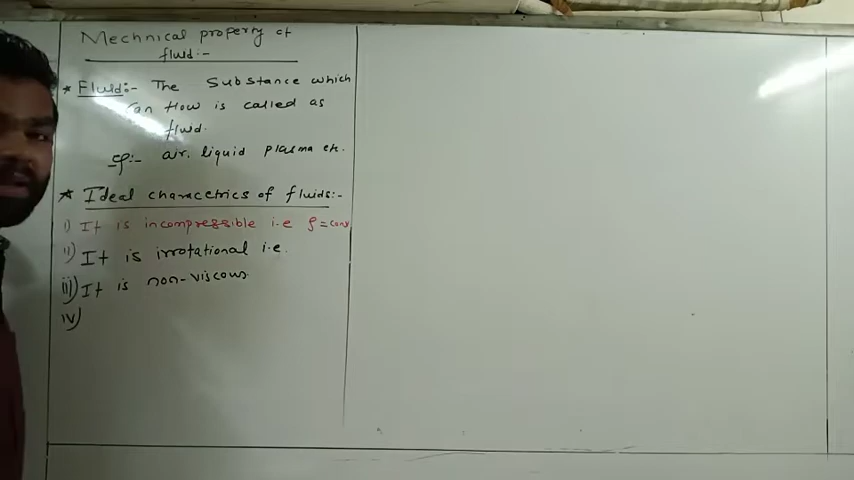 Mechnical property of
fluid:-
* Fluid:- The Substance which
Can flow is called as
fluid.
eg:- air, liquid plasma etc.
* Ideal characetrics of fluids:-
i) It is incompressible i.e ρ = cons
ii) It is irrotational i.e.
iii) It is non-viscous
iv)